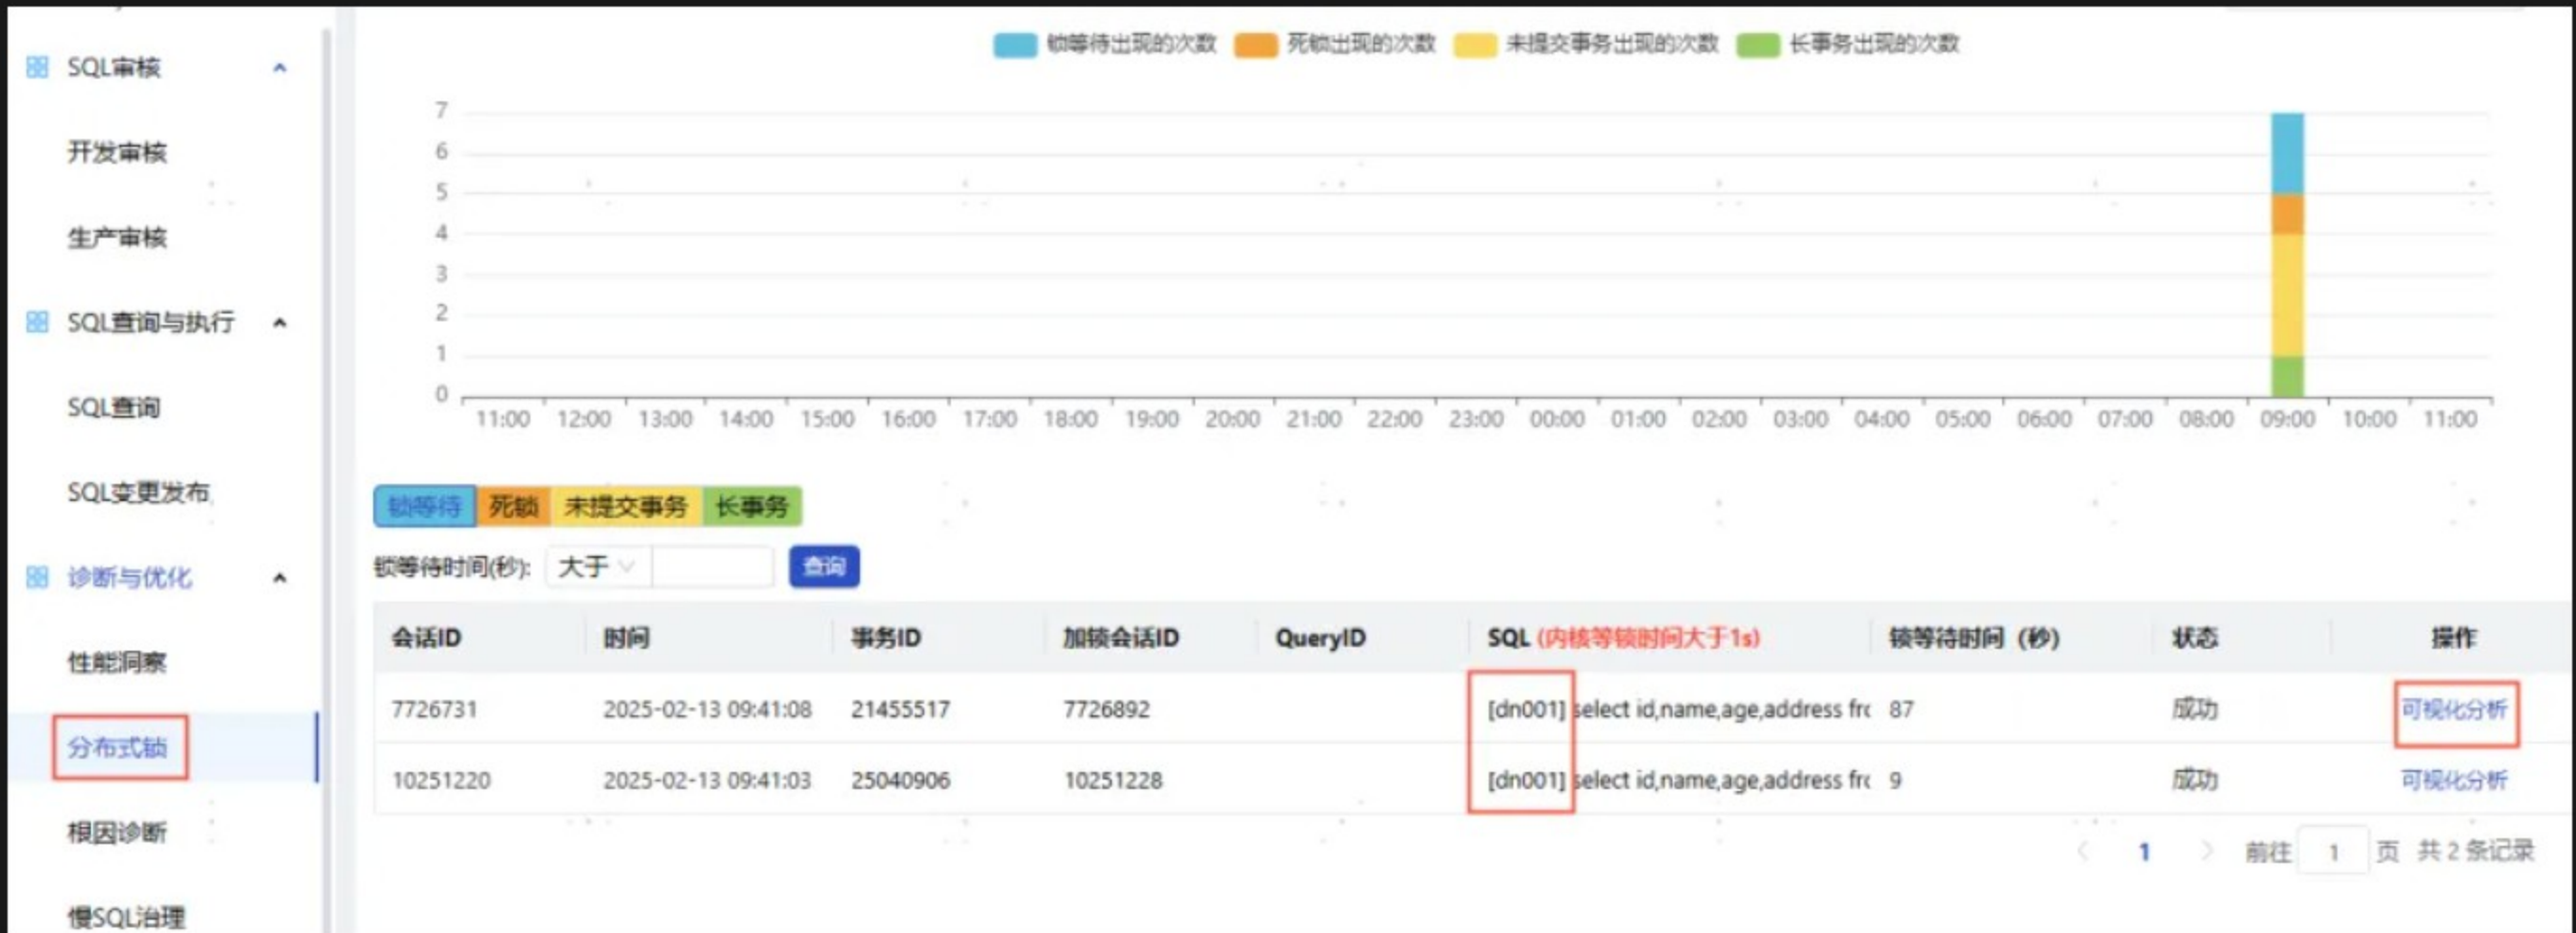 锁等待出现的次数 死锁出现的次数 未提交事务出现的次数 长事务出现的次数
SQL审核
开发审核
生产审核
SQL查询与执行
SQL查询
SQL变更发布
诊断与优化
性能洞察
分布式锁
根因诊断
慢SQL治理
7
6
5
4
3
2
1
0
11:00 12:00 13:00 14:00 15:00 16:00 17:00 18:00 19:00 20:00 21:00 22:00 23:00 00:00 01:00 02:00 03:00 04:00 05:00 06:00 07:00 08:00 09:00 10:00 11:00
锁等待 死锁 未提交事务 长事务
锁等待时间(秒): 大于 查询
会话ID 时间 事务ID 加锁会话ID QueryID SQL (内核等锁时间大于1s) 锁等待时间（秒） 状态 操作
7726731 2025-02-13 09:41:08 21455517 7726892 [dn001] select id,name,age,address frc 87 成功 可视化分析
10251220 2025-02-13 09:41:03 25040906 10251228 [dn001] select id,name,age,address frc 9 成功 可视化分析
1 前往 1 页 共 2 条记录